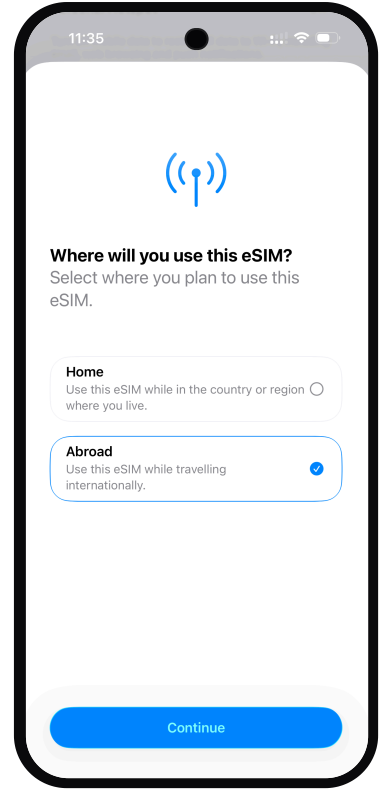 11:35
Where will you use this eSIM?
Select where you plan to use this
eSIM.
Home
Use this eSIM while in the country or region
where you live.
Abroad
Use this eSIM while travelling
internationally.
Continue